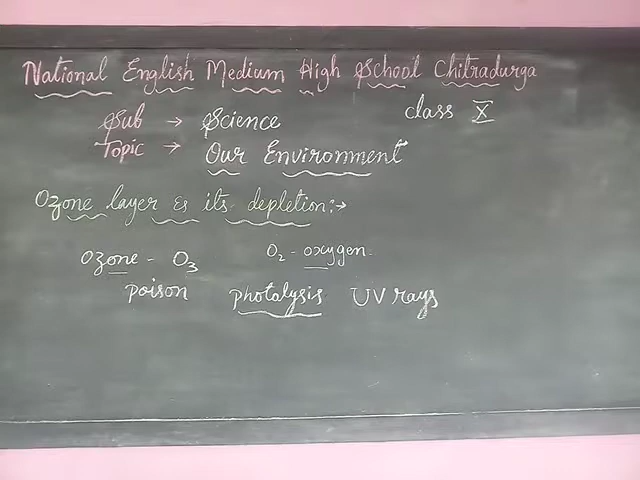 National English Medium High School Chitradurga
class X
Sub → Science
Topic → Our Environment
Ozone layer & its depletion:→
Ozone - O3 O2 - oxygen
poison photalysis UV rays